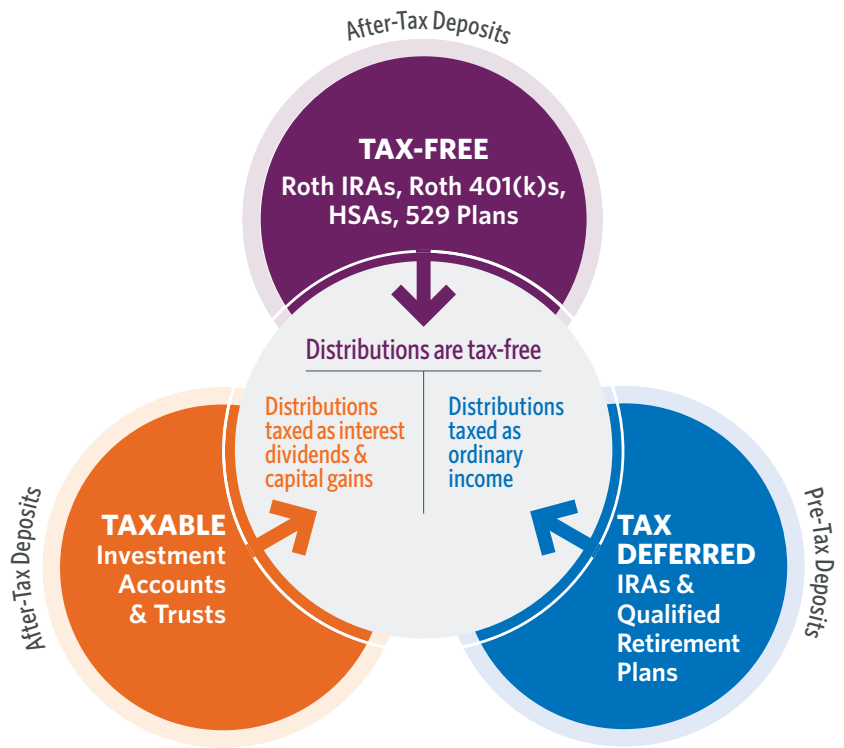 After-Tax Deposits
TAX-FREE
Roth IRAs, Roth 401(k)s,
HSAs, 529 Plans
Distributions are tax-free
Distributions
taxed as interest
dividends &
capital gains
Distributions
taxed as
ordinary
income
After-Tax Deposits
TAXABLE
Investment
Accounts
& Trusts
TAX
DEFERRED
IRAs &
Qualified
Retirement
Plans
Pre-Tax Deposits